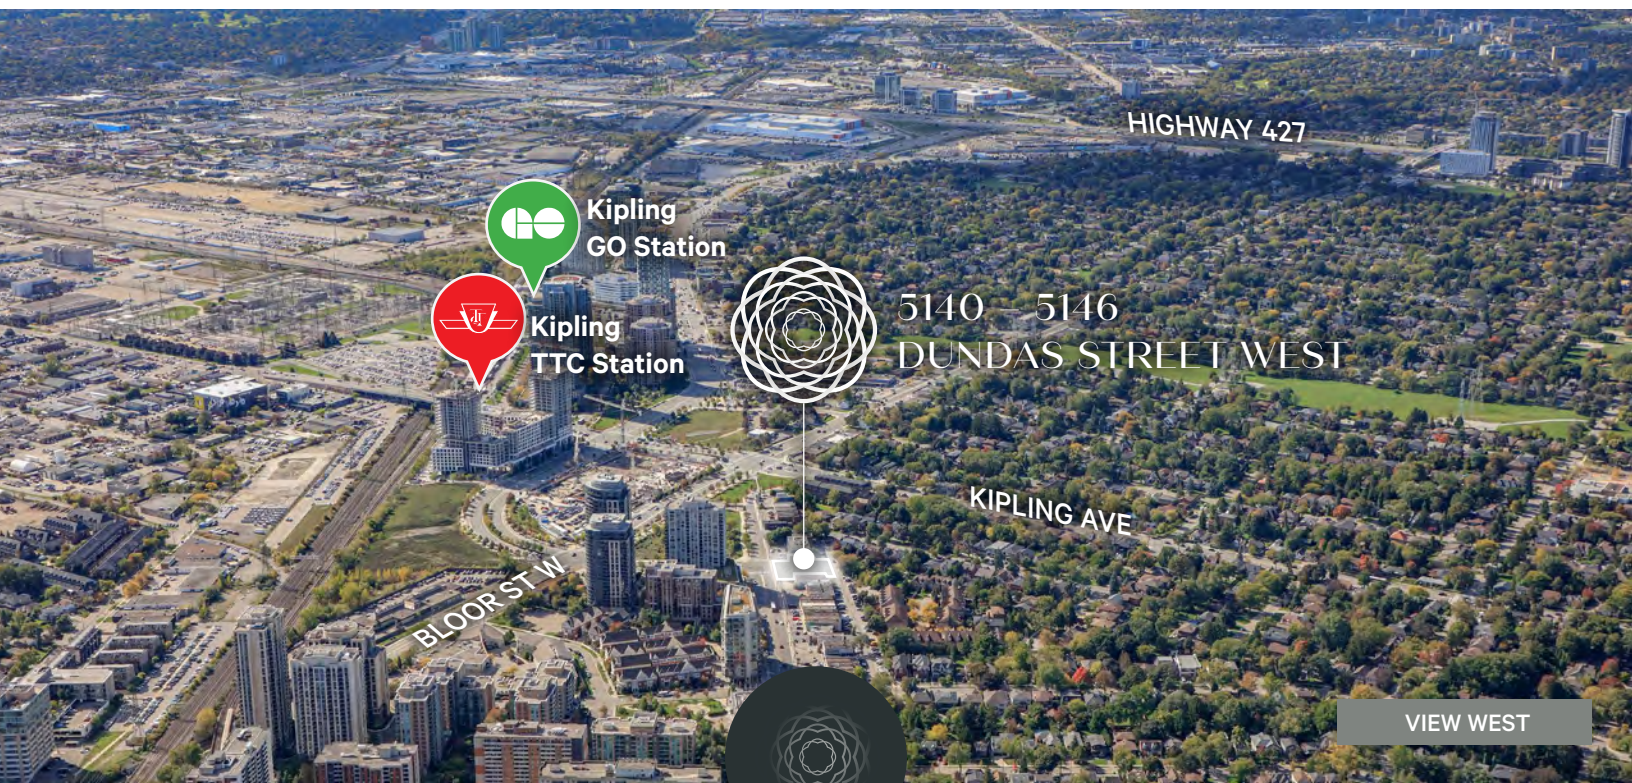 HIGHWAY 427
Kipling
GO Station
Kipling
TTC Station
5140 – 5146
DUNDAS STREET WEST
KIPLING AVE
BLOOR ST W
VIEW WEST